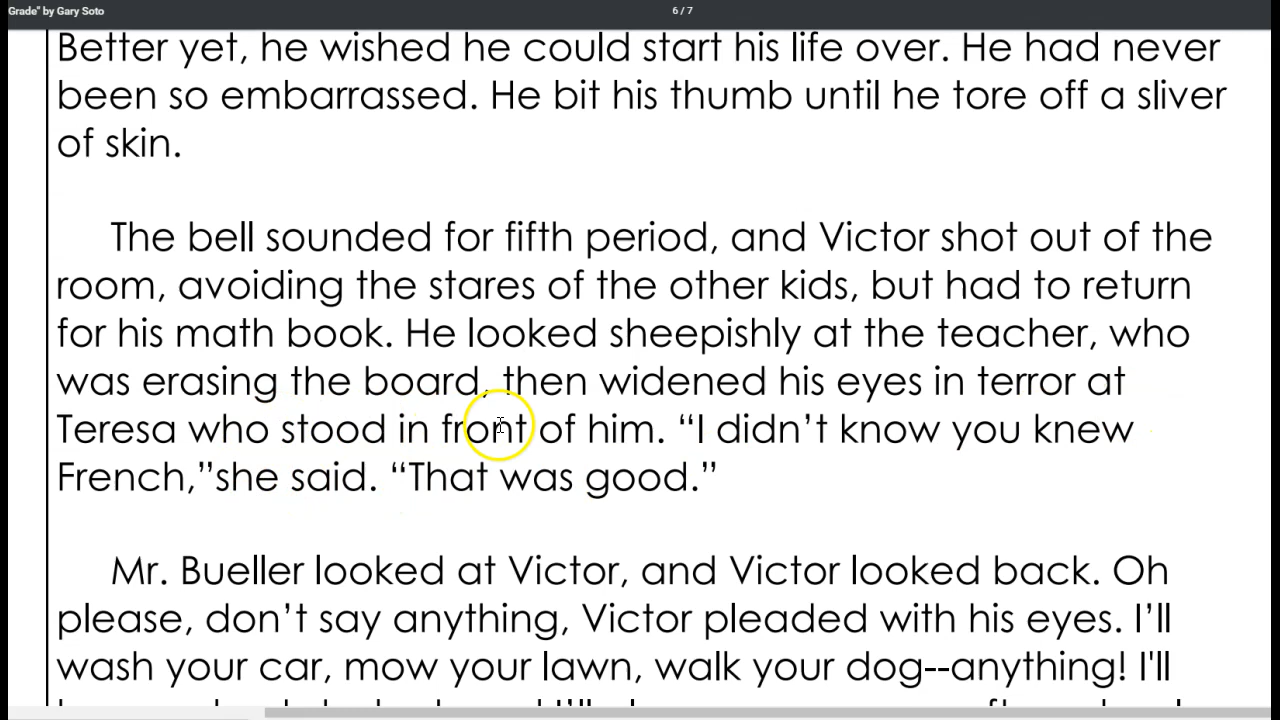 Grade" by Gary Soto
6 / 7
Better yet, he wished he could start his life over. He had never
been so embarrassed. He bit his thumb until he tore off a sliver
of skin.
The bell sounded for fifth period, and Victor shot out of the
room, avoiding the stares of the other kids, but had to return
for his math book. He looked sheepishly at the teacher, who
was erasing the board, then widened his eyes in terror at
Teresa who stood in front of him. “I didn’t know you knew
French,”she said. “That was good.”
Mr. Bueller looked at Victor, and Victor looked back. Oh
please, don’t say anything, Victor pleaded with his eyes. I’ll
wash your car, mow your lawn, walk your dog--anything! I'll